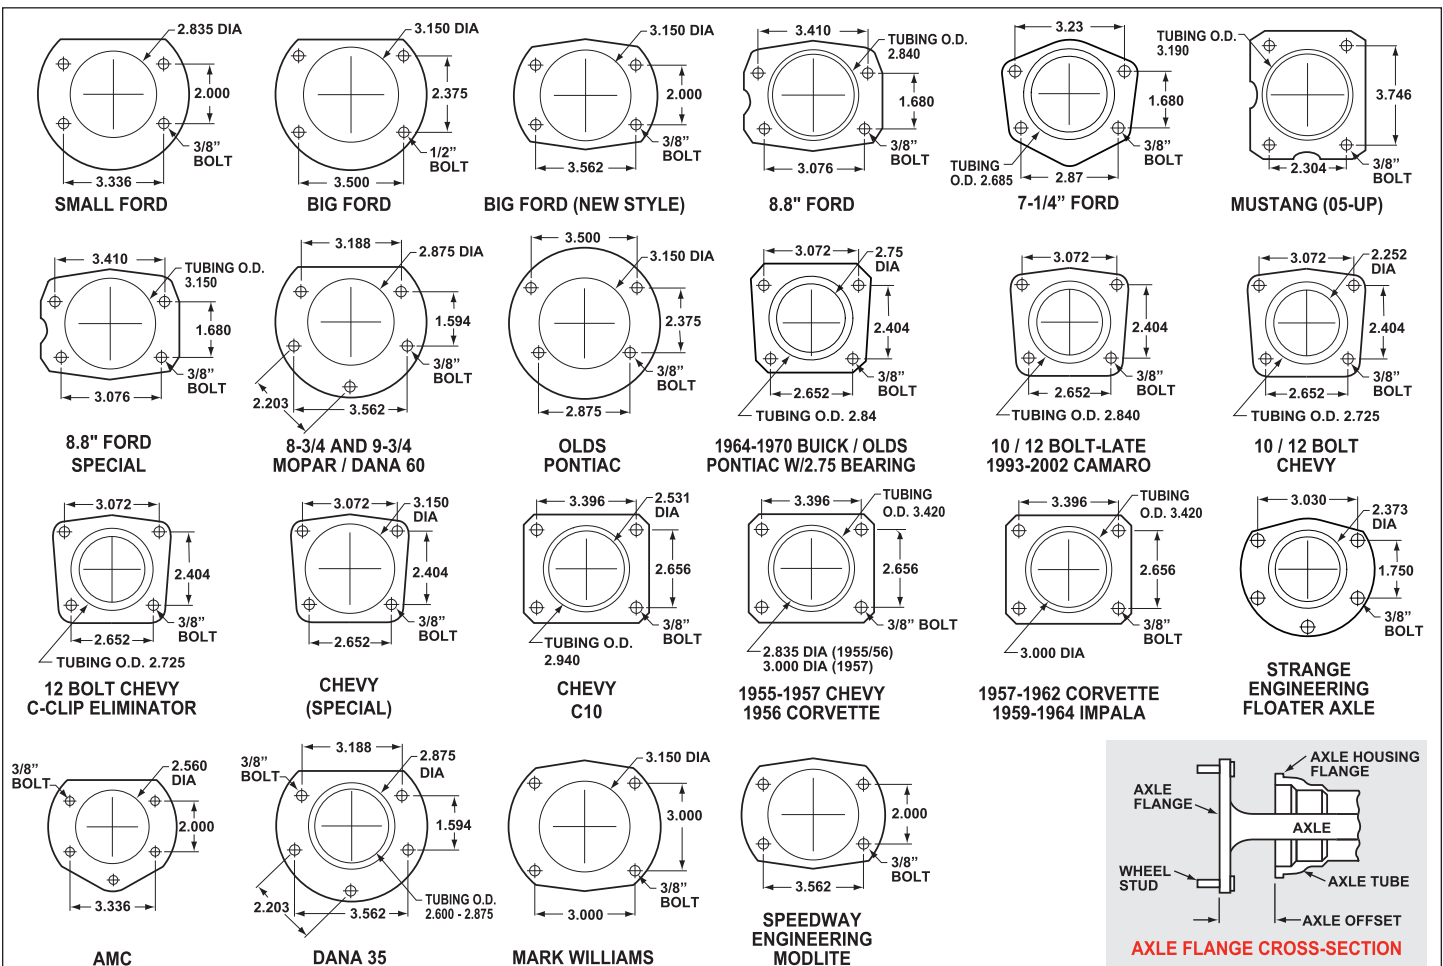 2.835 DIA
2.000
3/8”
BOLT
3.336
SMALL FORD
3.150 DIA
2.375
1/2”
BOLT
3.500
BIG FORD
3.150 DIA
2.000
3/8”
BOLT
3.562
BIG FORD (NEW STYLE)
3.410
TUBING O.D.
2.840
1.680
3/8”
BOLT
3.076
8.8" FORD
3.23
1.680
3/8”
BOLT
TUBING
O.D. 2.685
2.87
7-1/4” FORD
TUBING O.D.
3.190
3.746
3/8”
BOLT
2.304
MUSTANG (05-UP)
3.410
TUBING O.D.
3.150
1.680
3/8”
BOLT
3.076
8.8" FORD
SPECIAL
3.188
2.875 DIA
1.594
3/8”
BOLT
2.203
3.562
8-3/4 AND 9-3/4
MOPAR / DANA 60
3.500
3.150 DIA
2.375
3/8”
BOLT
2.875
OLDS
PONTIAC
3.072
2.75
DIA
2.404
3/8”
BOLT
2.652
TUBING O.D. 2.84
1964-1970 BUICK / OLDS
PONTIAC W/2.75 BEARING
3.072
2.404
3/8”
BOLT
2.652
TUBING O.D. 2.840
10 / 12 BOLT-LATE
1993-2002 CAMARO
3.072
2.252
DIA
2.404
3/8”
BOLT
2.652
TUBING O.D. 2.725
10 / 12 BOLT
CHEVY
3.072
2.404
3/8”
BOLT
2.652
TUBING O.D. 2.725
12 BOLT CHEVY
C-CLIP ELIMINATOR
3.072
3.150
DIA
2.404
3/8”
BOLT
2.652
CHEVY
(SPECIAL)
3.396
2.531
DIA
2.656
3/8”
BOLT
TUBING O.D.
2.940
CHEVY
C10
3.396
TUBING
O.D. 3.420
2.656
3/8” BOLT
2.835 DIA (1955/56)
3.000 DIA (1957)
1955-1957 CHEVY
1956 CORVETTE
3.396
TUBING
O.D. 3.420
2.656
3/8”
BOLT
3.000 DIA
1957-1962 CORVETTE
1959-1964 IMPALA
3.030
2.373
DIA
1.750
3/8”
BOLT
STRANGE
ENGINEERING
FLOATER AXLE
3/8”
BOLT
2.560
DIA
2.000
3.336
AMC
3/8”
BOLT
3.188
2.875
DIA
1.594
2.203
3.562
TUBING O.D.
2.600 - 2.875
DANA 35
3.150 DIA
3.000
3/8”
BOLT
3.000
MARK WILLIAMS
2.000
3/8”
BOLT
3.562
SPEEDWAY
ENGINEERING
MODLITE
AXLE HOUSING
FLANGE
AXLE
FLANGE
AXLE
WHEEL
STUD
AXLE TUBE
AXLE OFFSET
AXLE FLANGE CROSS-SECTION